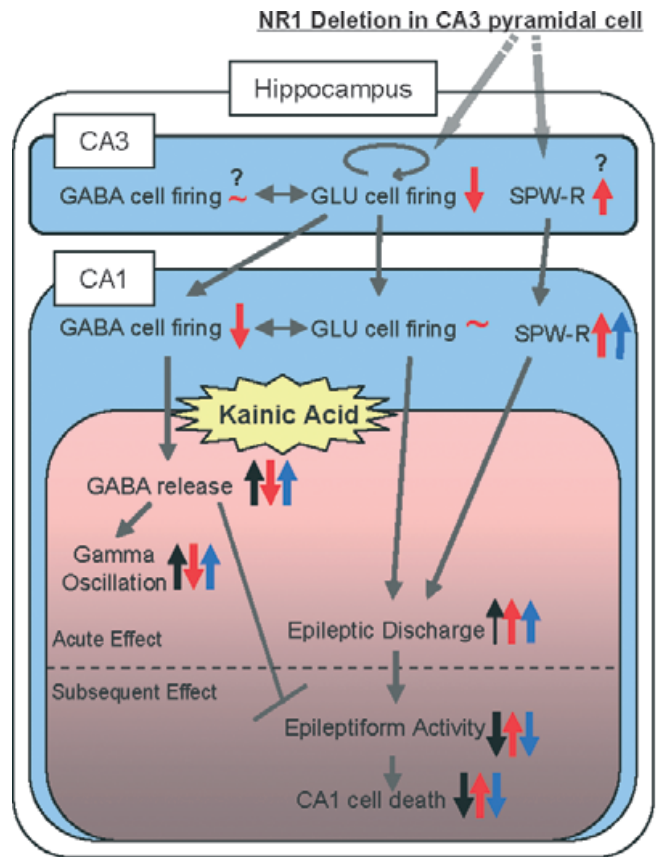 NR1 Deletion in CA3 pyramidal cell
Hippocampus
CA3
?
?
GABA cell firing ~
GLU cell firing
SPW-R
CA1
GABA cell firing
GLU cell firing ~
SPW-R
Kainic Acid
GABA release
Gamma
Oscillation
Acute Effect
Epileptic Discharge
Subsequent Effect
Epileptiform Activity
CA1 cell death